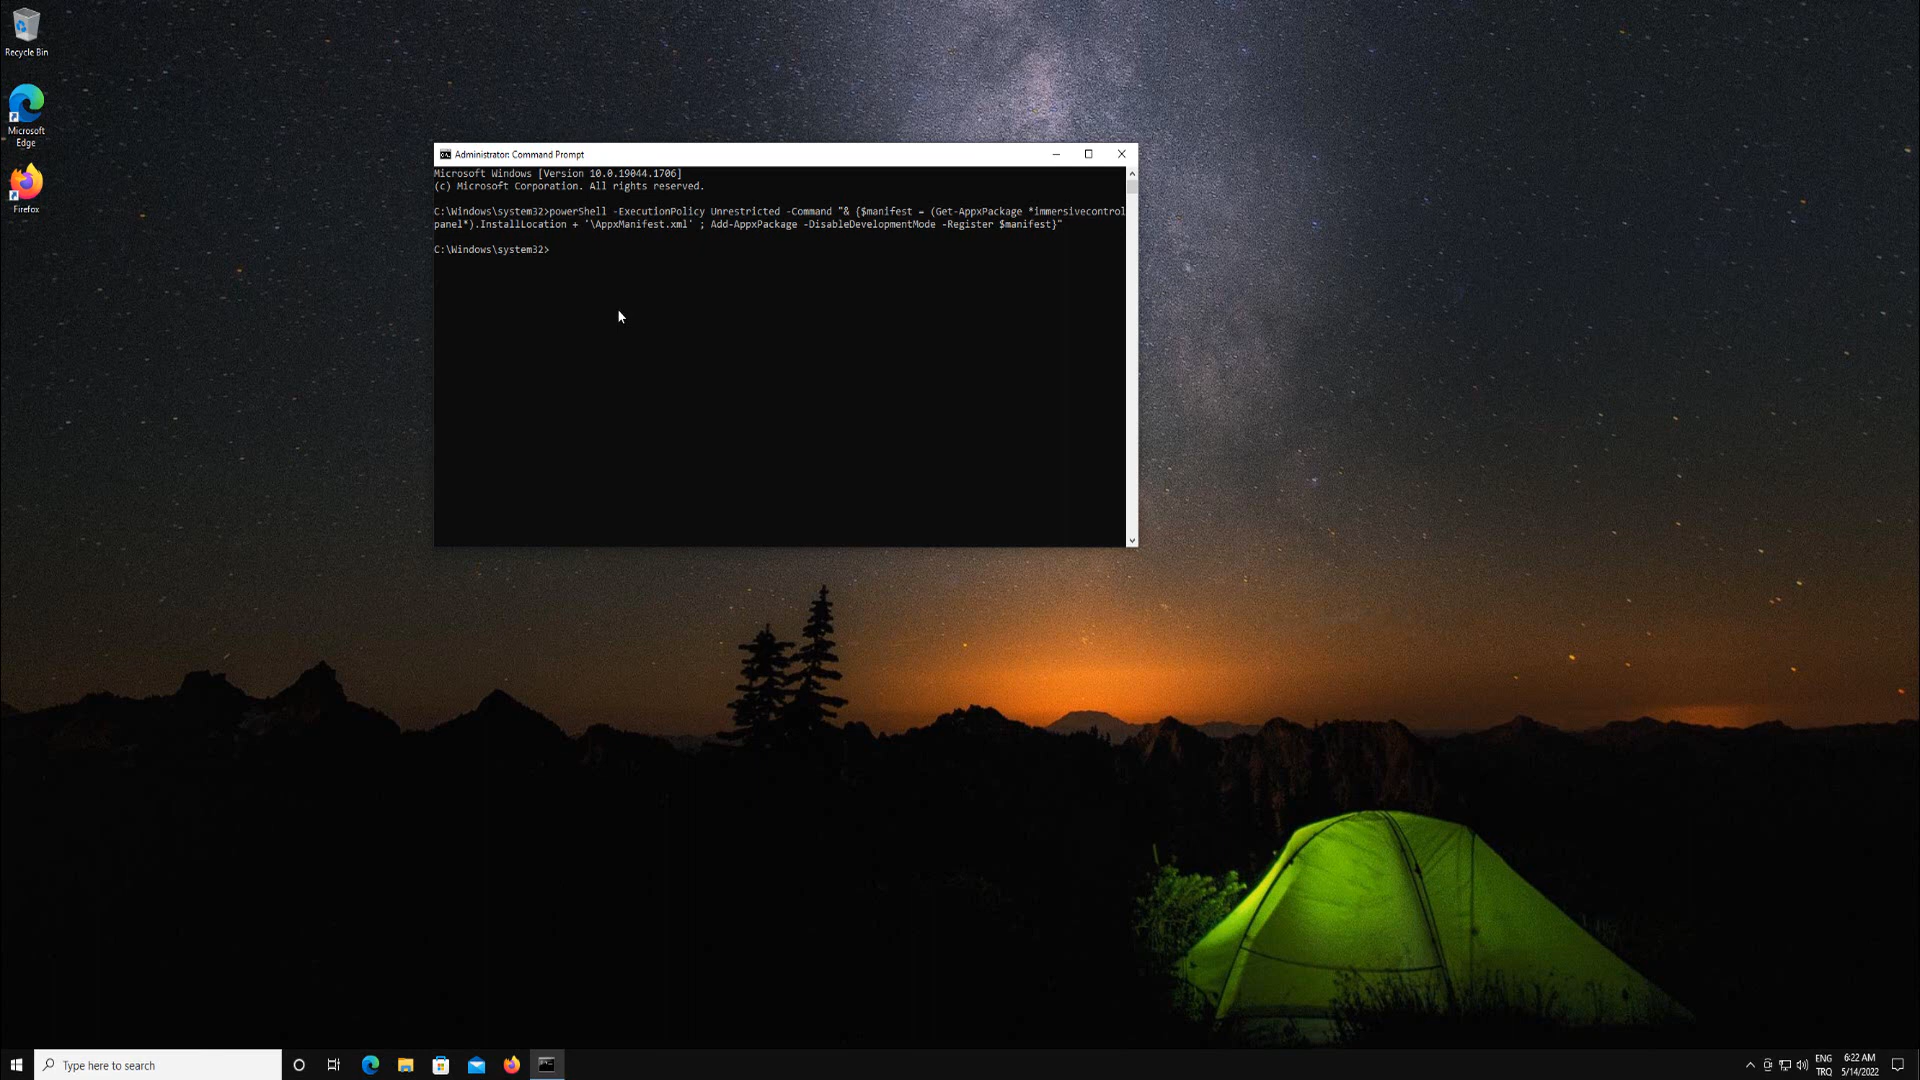 Recycle Bin
Microsoft
Edge
Firefox
Administrator: Command Prompt
Microsoft Windows [Version 10.0.19044.1706]
(c) Microsoft Corporation. All rights reserved.
C:\Windows\system32>powerShell -ExecutionPolicy Unrestricted -Command "& {$manifest = (Get-AppxPackage *immersivecontrol
panel*).InstallLocation + '\AppxManifest.xml' ; Add-AppxPackage -DisableDevelopmentMode -Register $manifest}"
C:\Windows\system32>
Type here to search
ENG
TRQ
6:22 AM
5/14/2022